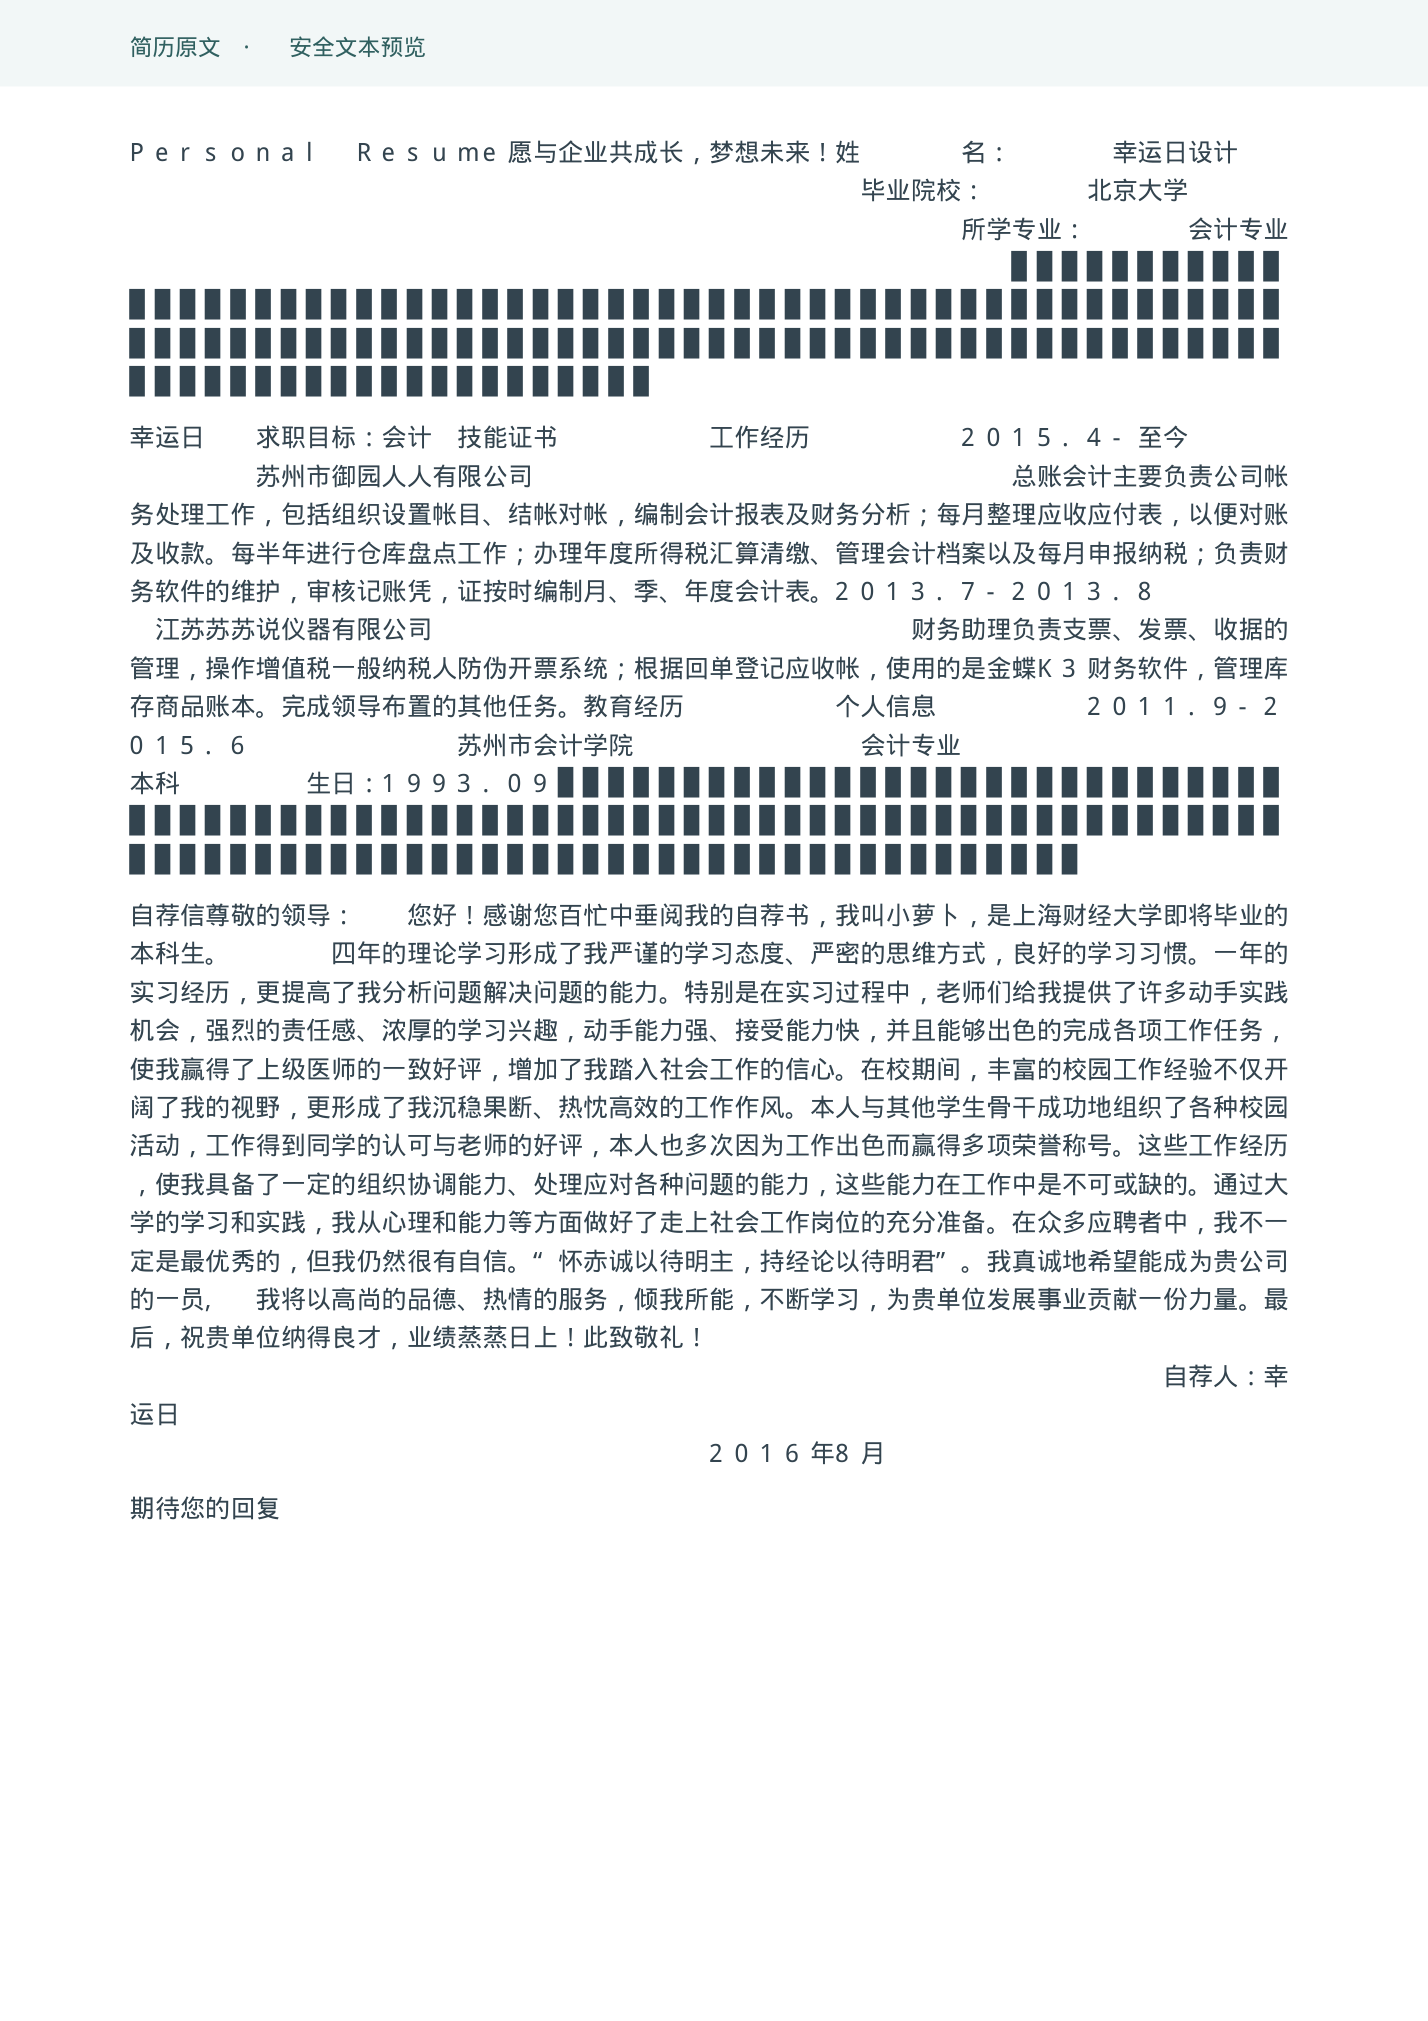 简历原文 · 安全文本预览
Personal Resume愿与企业共成长，梦想未来！姓 名： 幸运日设计
毕业院校： 北京大学
所学专业： 会计专业
幸运日 求职目标：会计 技能证书 工作经历 2015.4-至今
苏州市御园人人有限公司 总账会计主要负责公司帐
务处理工作，包括组织设置帐目、结帐对帐，编制会计报表及财务分析；每月整理应收应付表，以便对账
及收款。每半年进行仓库盘点工作；办理年度所得税汇算清缴、管理会计档案以及每月申报纳税；负责财
务软件的维护，审核记账凭，证按时编制月、季、年度会计表。2013.7-2013.8
江苏苏苏说仪器有限公司 财务助理负责支票、发票、收据的
管理，操作增值税一般纳税人防伪开票系统；根据回单登记应收帐，使用的是金蝶K3财务软件，管理库
存商品账本。完成领导布置的其他任务。教育经历 个人信息 2011.9-2
015.6 苏州市会计学院 会计专业
本科 生日：1993.09
自荐信尊敬的领导： 您好！感谢您百忙中垂阅我的自荐书，我叫小萝卜，是上海财经大学即将毕业的
本科生。 四年的理论学习形成了我严谨的学习态度、严密的思维方式，良好的学习习惯。一年的
实习经历，更提高了我分析问题解决问题的能力。特别是在实习过程中，老师们给我提供了许多动手实践
机会，强烈的责任感、浓厚的学习兴趣，动手能力强、接受能力快，并且能够出色的完成各项工作任务，
使我赢得了上级医师的一致好评，增加了我踏入社会工作的信心。在校期间，丰富的校园工作经验不仅开
阔了我的视野，更形成了我沉稳果断、热忱高效的工作作风。本人与其他学生骨干成功地组织了各种校园
活动，工作得到同学的认可与老师的好评，本人也多次因为工作出色而赢得多项荣誉称号。这些工作经历
，使我具备了一定的组织协调能力、处理应对各种问题的能力，这些能力在工作中是不可或缺的。通过大
学的学习和实践，我从心理和能力等方面做好了走上社会工作岗位的充分准备。在众多应聘者中，我不一
定是最优秀的，但我仍然很有自信。“怀赤诚以待明主，持经论以待明君”。我真诚地希望能成为贵公司
的一员, 我将以高尚的品德、热情的服务，倾我所能，不断学习，为贵单位发展事业贡献一份力量。最
后，祝贵单位纳得良才，业绩蒸蒸日上！此致敬礼！
自荐人：幸
运日
2016年8月
期待您的回复